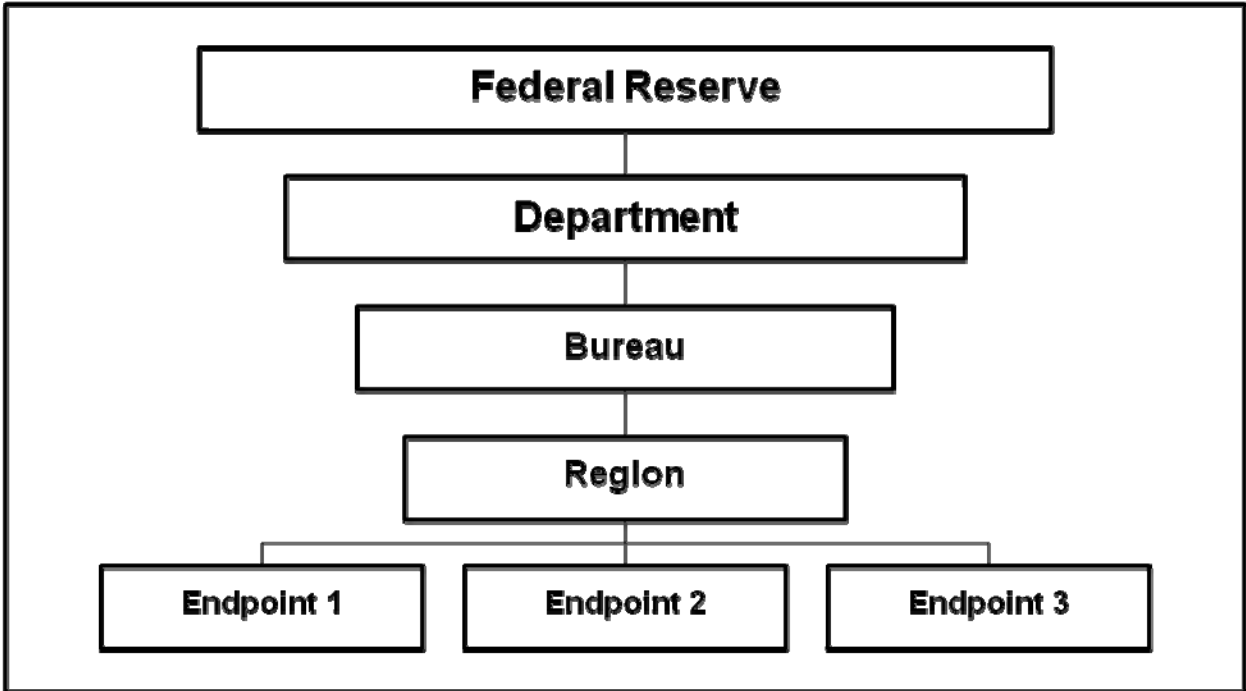 Federal Reserve
Department
Bureau
Region
Endpoint 1
Endpoint 2
Endpoint 3